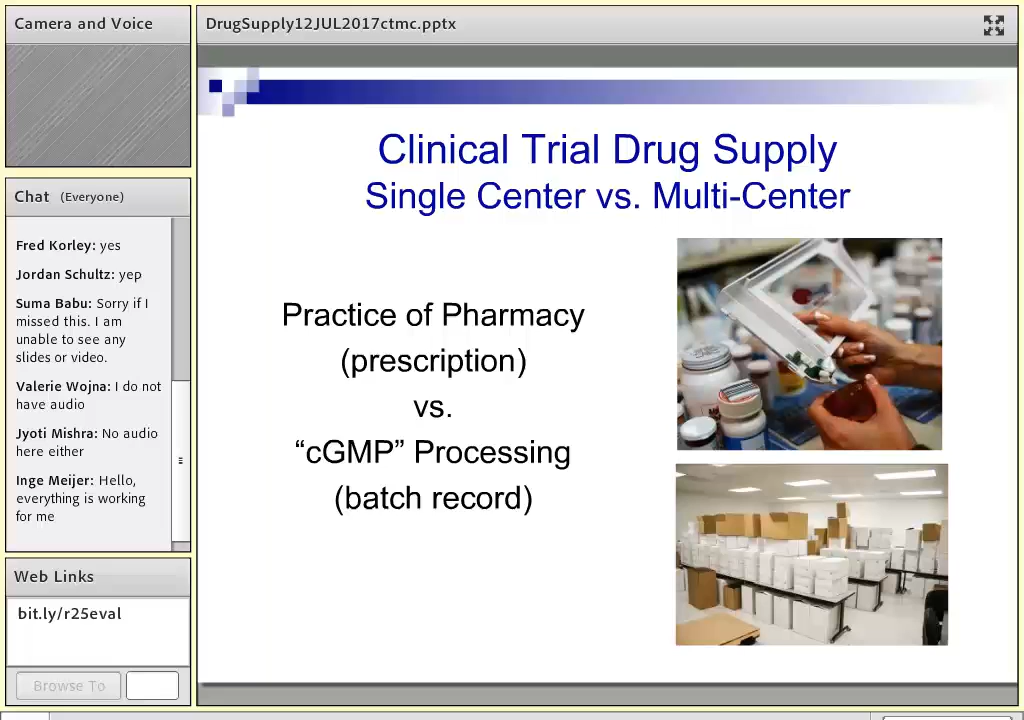 Camera and Voice
DrugSupply12JUL2017ctmc.pptx
Chat (Everyone)
Fred Korley: yes
Jordan Schultz: yep
Suma Babu: Sorry if I
missed this. I am
unable to see any
slides or video.
Valerie Wojna: I do not
have audio
Jyoti Mishra: No audio
here either
Inge Meijer: Hello,
everything is working
for me
Web Links
bit.ly/r25eval
Browse To
Clinical Trial Drug Supply
Single Center vs. Multi-Center
Practice of Pharmacy
(prescription)
vs.
“cGMP” Processing
(batch record)